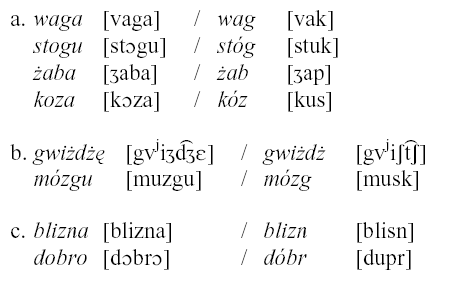 a. waga [vaga] / wag [vak]
stogu [stɔgu] / stóg [stuk]
żaba [ʒaba] / żab [ʒap]
koza [kɔza] / kóz [kus]
b. gwiżdżę [gvʲiʒd͡ʒɛ] / gwiżdż [gvʲiʃt͡ʃ]
mózgu [muzgu] / mózg [musk]
c. blizna [blizna] / blizn [blisn]
dobro [dɔbrɔ] / dóbr [dupr]